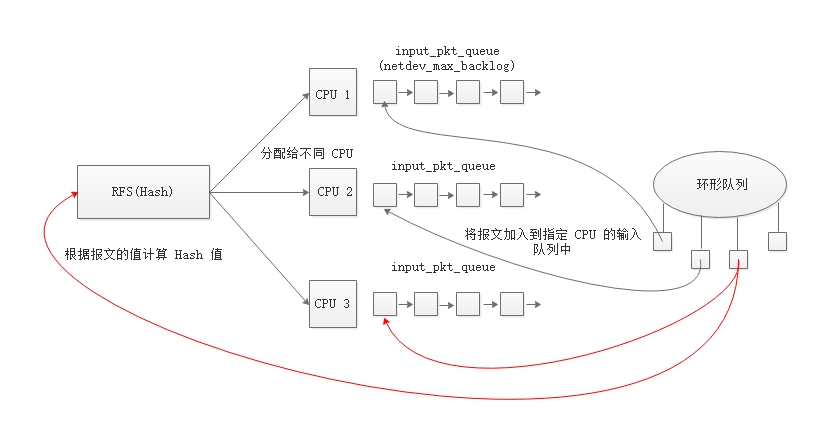 input_pkt_queue
(netdev_max_backlog)
CPU 1
分配给不同 CPU
input_pkt_queue
RFS(Hash)
CPU 2
环形队列
将报文加入到指定 CPU 的输入
队列中
根据报文的值计算 Hash 值
input_pkt_queue
CPU 3